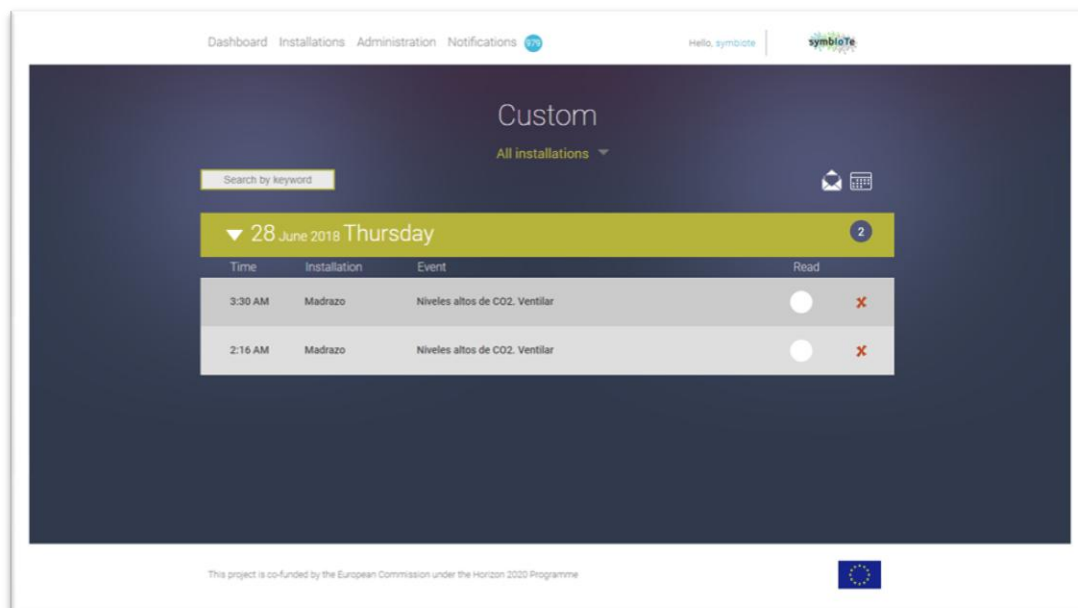 Dashboard Installations Administration Notifications 979 Hello, symbiote symbIoTe
Custom
All installations
Search by keyword
28 June 2018 Thursday 2
Time Installation Event Read
3:30 AM Madrazo Niveles altos de CO2. Ventilar
2:16 AM Madrazo Niveles altos de CO2. Ventilar
This project is co-funded by the European Commission under the Horizon 2020 Programme